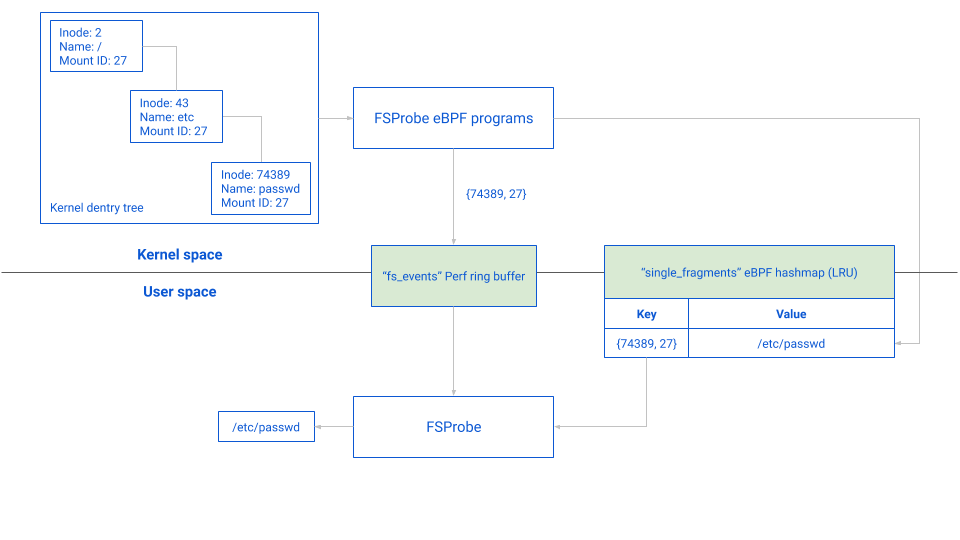 Inode: 2
Name: /
Mount ID: 27
Inode: 43
Name: etc
Mount ID: 27
Inode: 74389
Name: passwd
Mount ID: 27
Kernel dentry tree
FSProbe eBPF programs
{74389, 27}
Kernel space
User space
“fs_events” Perf ring buffer
“single_fragments” eBPF hashmap (LRU)
Key Value
{74389, 27} /etc/passwd
/etc/passwd
FSProbe